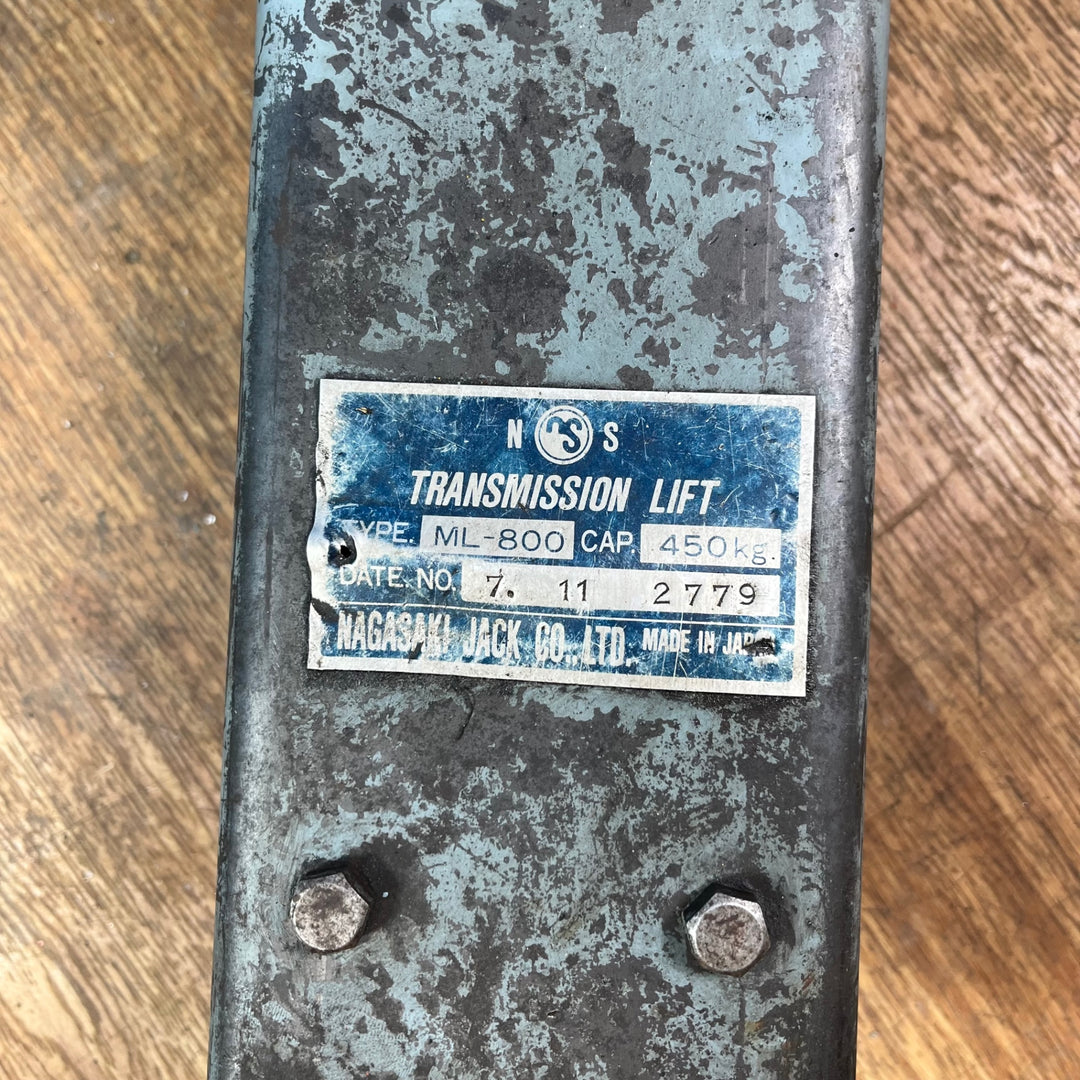 N S S
TRANSMISSION LIFT
TYPE. ML-800 CAP. 450kg.
DATE. NO. 7. 11 2779
NAGASAKI JACK CO.,LTD. MADE IN JAPAN